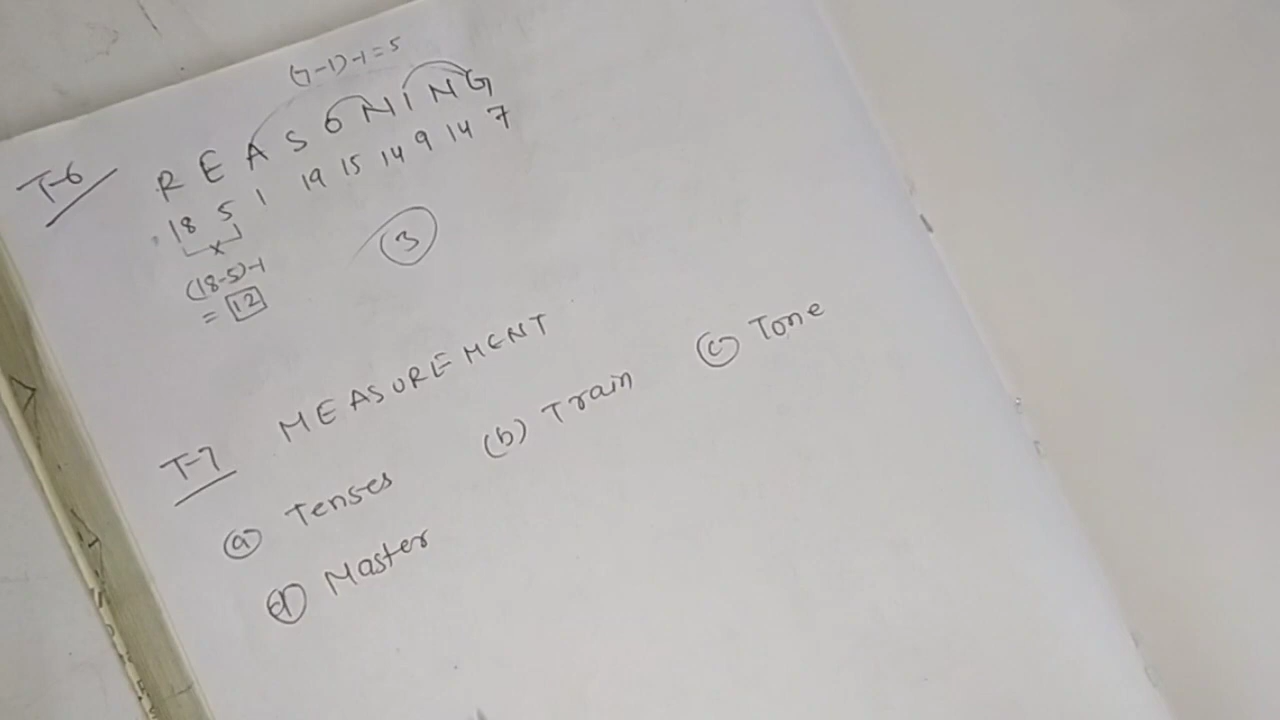 (7-1)-1=5
T-6 REASONING
18 5 1 19 15 14 9 14 7
x
(18-5)-1
= 12
3
T-7 MEASUREMENT
(a) Tenses (b) Train (c) Tone
(d) Master